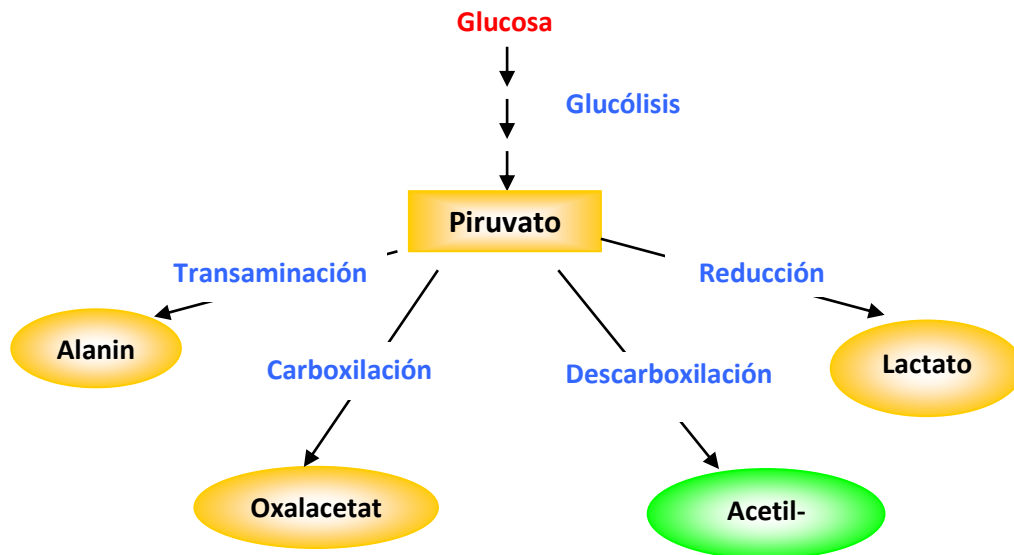 Glucosa
Glucólisis
Piruvato
Transaminación
Reducción
Alanin
Carboxilación
Descarboxilación
Lactato
Oxalacetat
Acetil-